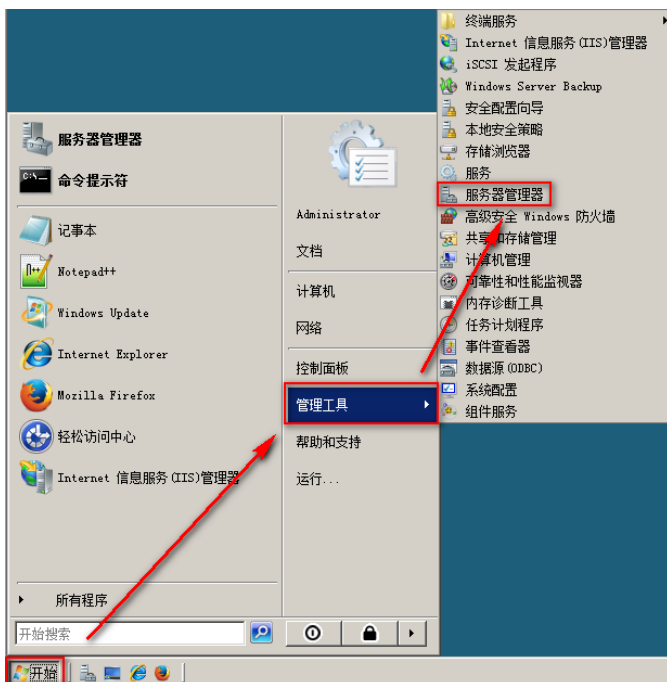 终端服务
Internet 信息服务(IIS)管理器
iSCSI 发起程序
Windows Server Backup
安全配置向导
本地安全策略
存储浏览器
服务
服务器管理器
高级安全 Windows 防火墙
共享和存储管理
计算机管理
可靠性和性能监视器
内存诊断工具
任务计划程序
事件查看器
数据源(ODBC)
系统配置
组件服务
服务器管理器
命令提示符
记事本
Notepad++
Windows Update
Internet Explorer
Mozilla Firefox
轻松访问中心
Internet 信息服务(IIS)管理器
所有程序
开始搜索
Administrator
文档
计算机
网络
控制面板
管理工具
帮助和支持
运行...
开始